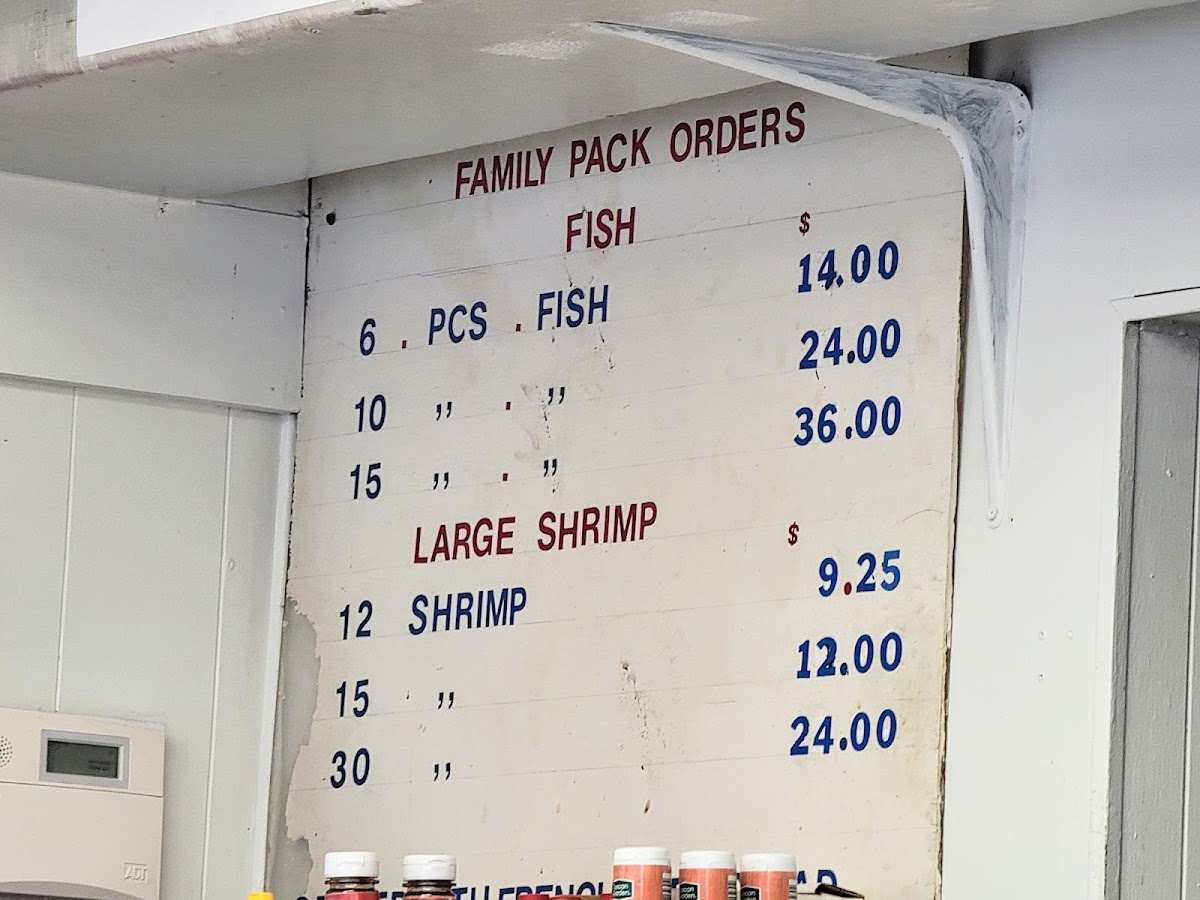 FAMILY PACK ORDERS
FISH $
6 . PCS . FISH 14.00
10 " . " 24.00
15 " . " 36.00
LARGE SHRIMP $
12 SHRIMP 9.25
15 " 12.00
30 " 24.00
ADT